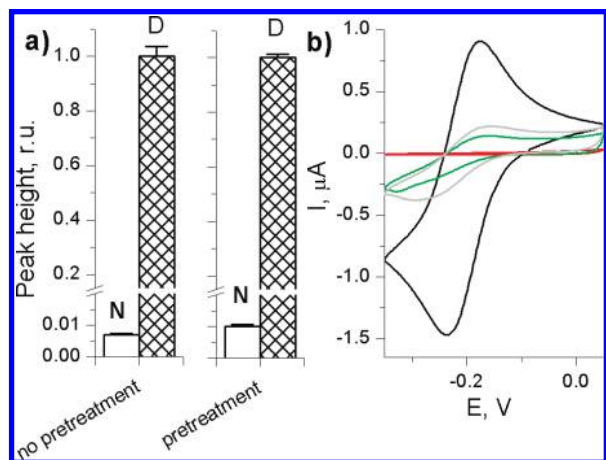 a)
D
D
Peak height, r.u.
1.0
0.8
0.6
0.4
0.2
0.01
0.00
N
N
no pretreatment
pretreatment
b)
I, μA
1.0
0.5
0.0
-0.5
-1.0
-1.5
-0.2
0.0
E, V